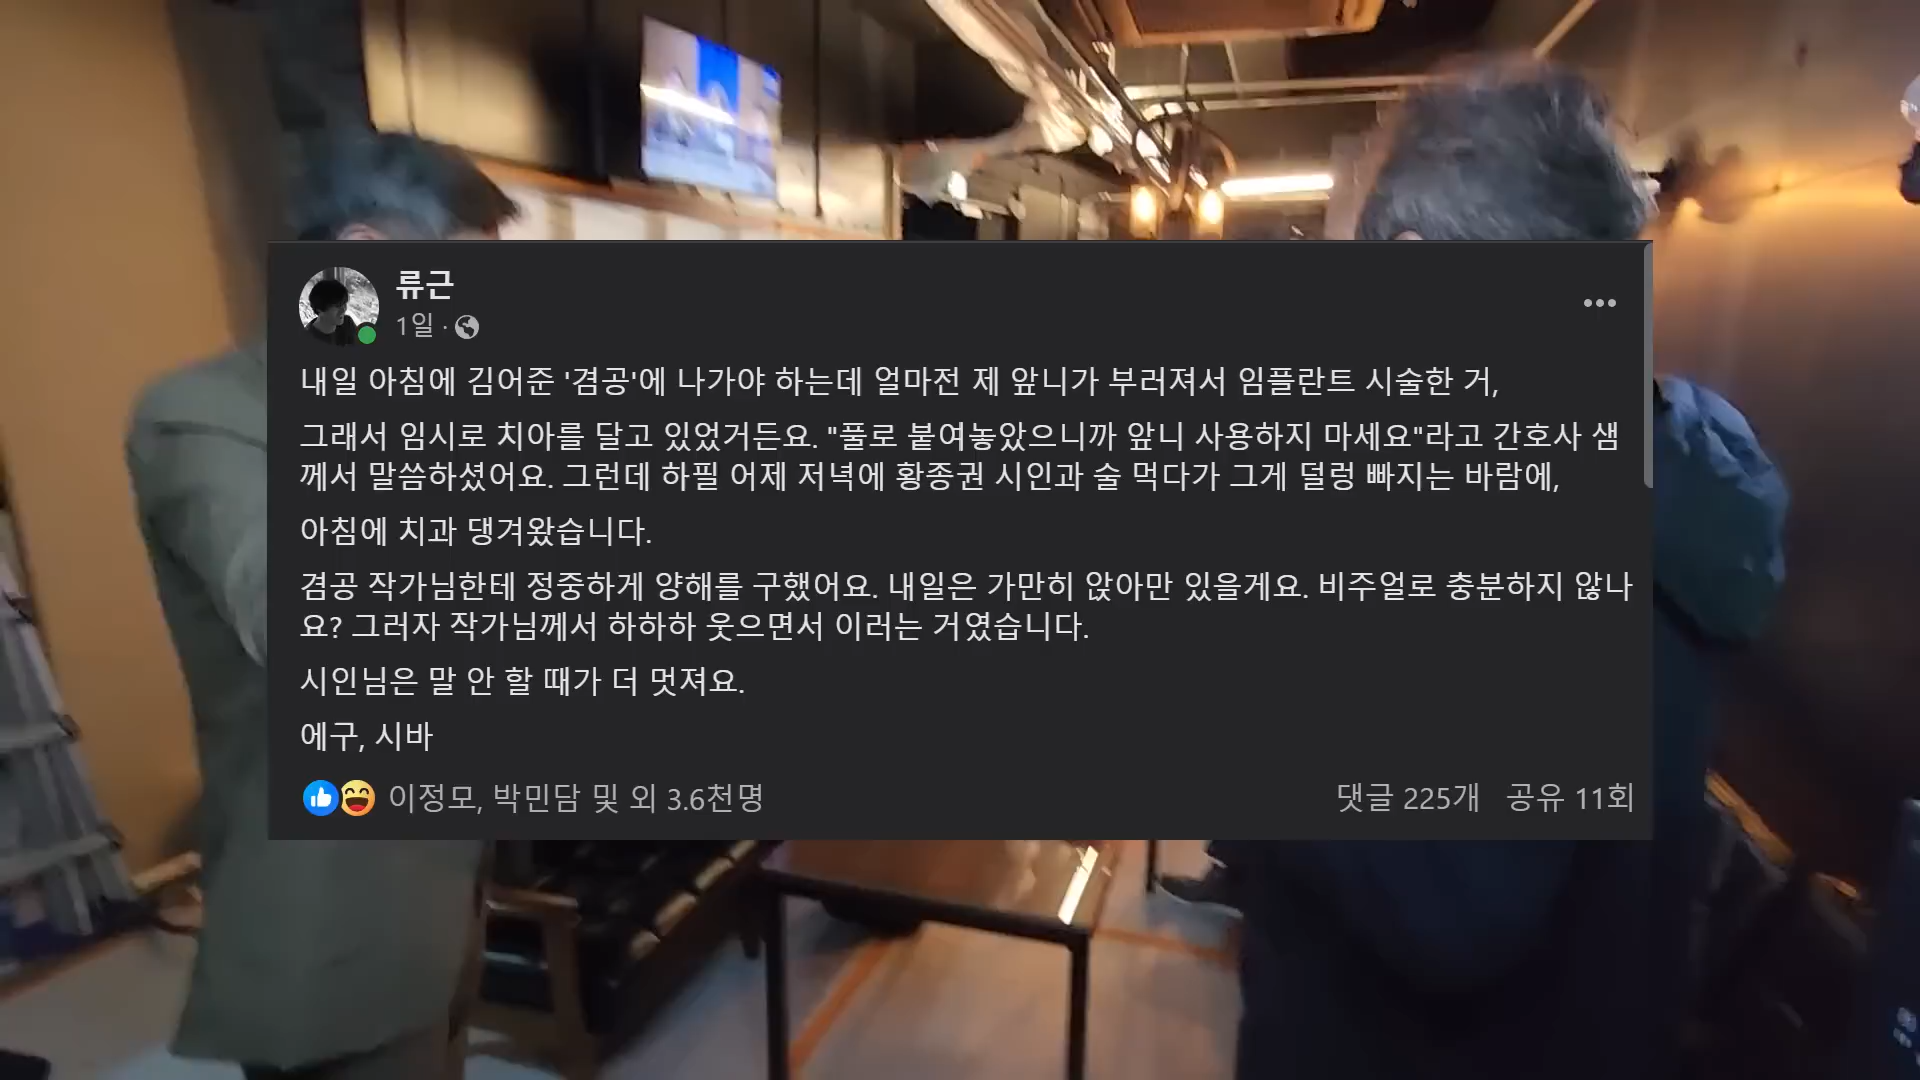 류근
1일 ·
내일 아침에 김어준 '겸공'에 나가야 하는데 얼마전 제 앞니가 부러져서 임플란트 시술한 거,
그래서 임시로 치아를 달고 있었거든요. "풀로 붙여놓았으니까 앞니 사용하지 마세요"라고 간호사 샘
께서 말씀하셨어요. 그런데 하필 어제 저녁에 황종권 시인과 술 먹다가 그게 덜렁 빠지는 바람에,
아침에 치과 댕겨왔습니다.
겸공 작가님한테 정중하게 양해를 구했어요. 내일은 가만히 앉아만 있을게요. 비주얼로 충분하지 않나
요? 그러자 작가님께서 하하하 웃으면서 이러는 거였습니다.
시인님은 말 안 할 때가 더 멋져요.
에구, 시바
이정모, 박민담 및 외 3.6천명
댓글 225개 공유 11회